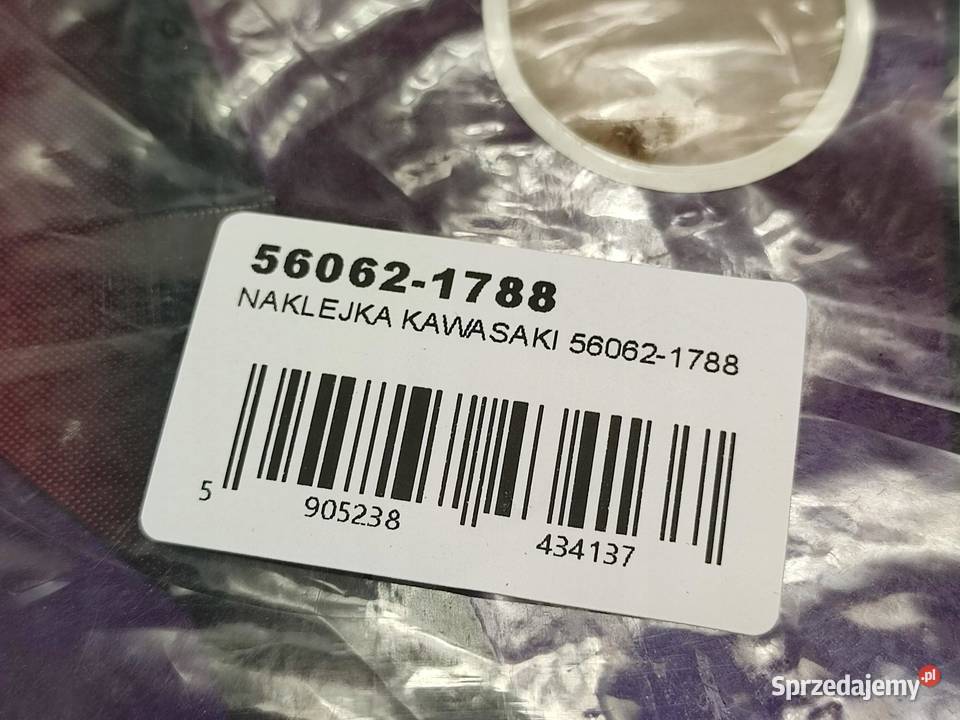 56062-1788
NAKLEJKA KAWASAKI 56062-1788
5 905238 434137
Sprzedajemy.pl